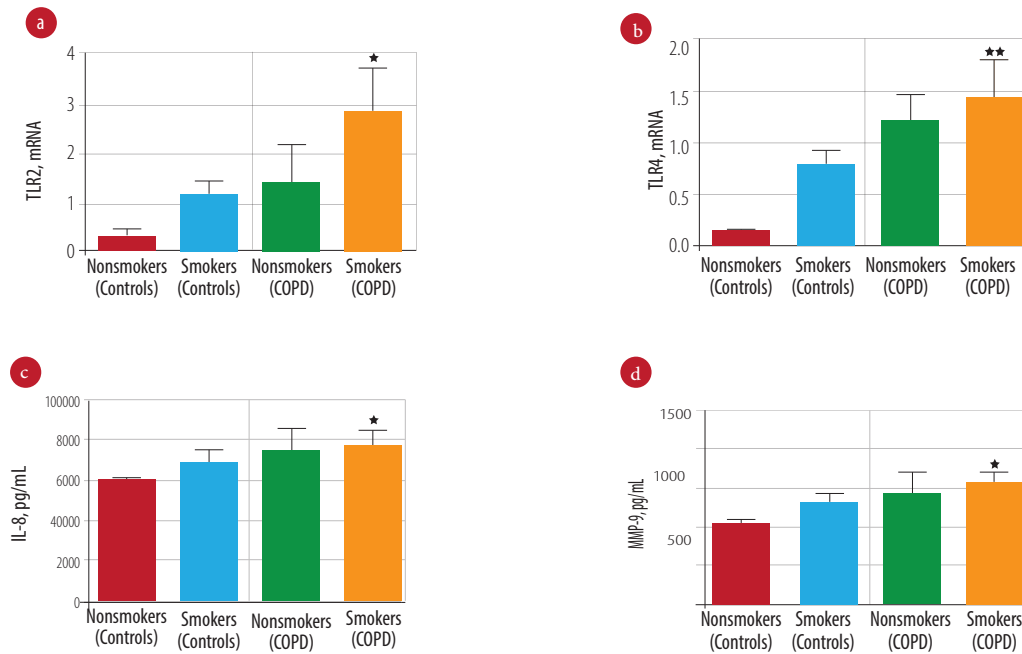 a
TLR2, mRNA
4
3
2
1
0
★
Nonsmokers
(Controls)
Smokers
(Controls)
Nonsmokers
(COPD)
Smokers
(COPD)
b
TLR4, mRNA
2.0
1.5
1.0
0.5
0.0
★★
Nonsmokers
(Controls)
Smokers
(Controls)
Nonsmokers
(COPD)
Smokers
(COPD)
c
IL-8, pg/mL
100000
8000
6000
40000
2000
0
★
Nonsmokers
(Controls)
Smokers
(Controls)
Nonsmokers
(COPD)
Smokers
(COPD)
d
MMP-9, pg/mL
1500
1000
500
★
Nonsmokers
(Controls)
Smokers
(Controls)
Nonsmokers
(COPD)
Smokers
(COPD)